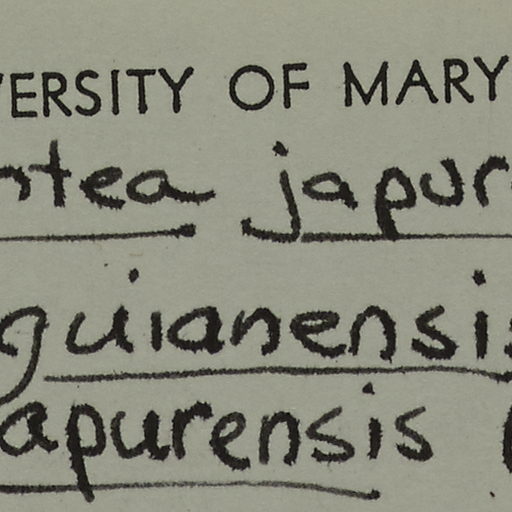 VERSITY OF MARY
ntea japur
guianensis
apurensis (